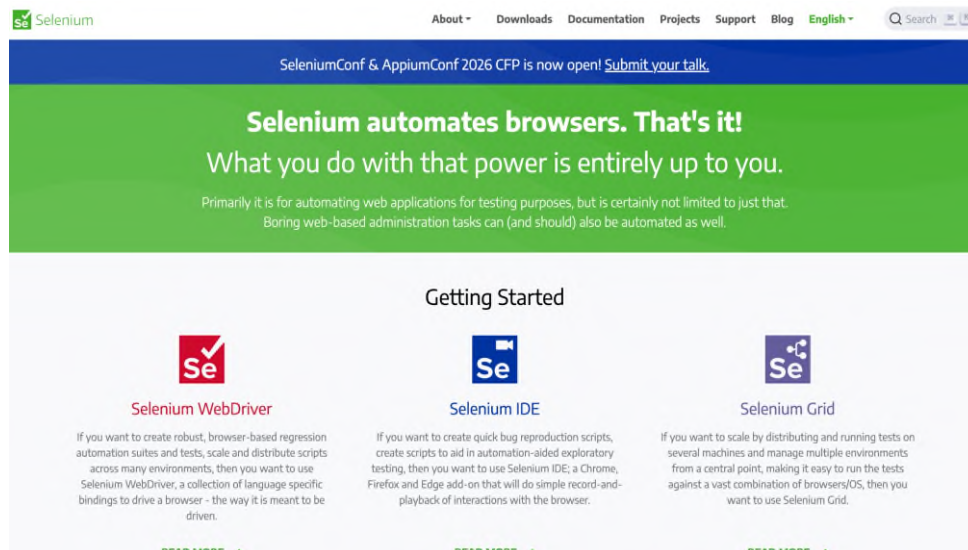 Se Selenium
About Downloads Documentation Projects Support Blog English Search
SeleniumConf & AppiumConf 2026 CFP is now open! Submit your talk.
Selenium automates browsers. That's it!
What you do with that power is entirely up to you.
Primarily it is for automating web applications for testing purposes, but is certainly not limited to just that.
Boring web-based administration tasks can (and should) also be automated as well.
Getting Started
Se
Selenium WebDriver
If you want to create robust, browser-based regression
automation suites and tests, scale and distribute scripts
across many environments, then you want to use
Selenium WebDriver, a collection of language specific
bindings to drive a browser - the way it is meant to be
driven.
Se
Selenium IDE
If you want to create quick bug reproduction scripts,
create scripts to aid in automation-aided exploratory
testing, then you want to use Selenium IDE; a Chrome,
Firefox and Edge add-on that will do simple record-and-
playback of interactions with the browser.
Se
Selenium Grid
If you want to scale by distributing and running tests on
several machines and manage multiple environments
from a central point, making it easy to run the tests
against a vast combination of browsers/OS, then you
want to use Selenium Grid.
READ MORE
READ MORE
READ MORE